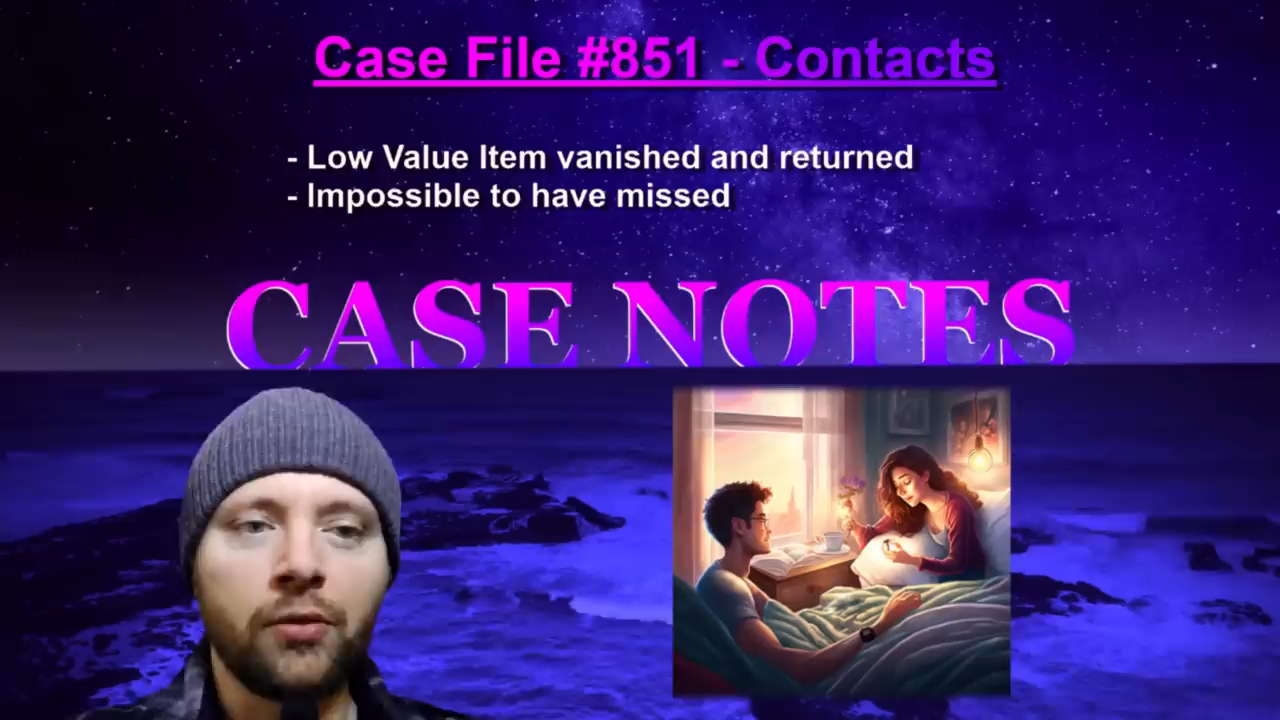 Case File #851 - Contacts
- Low Value Item vanished and returned
- Impossible to have missed
CASE NOTES